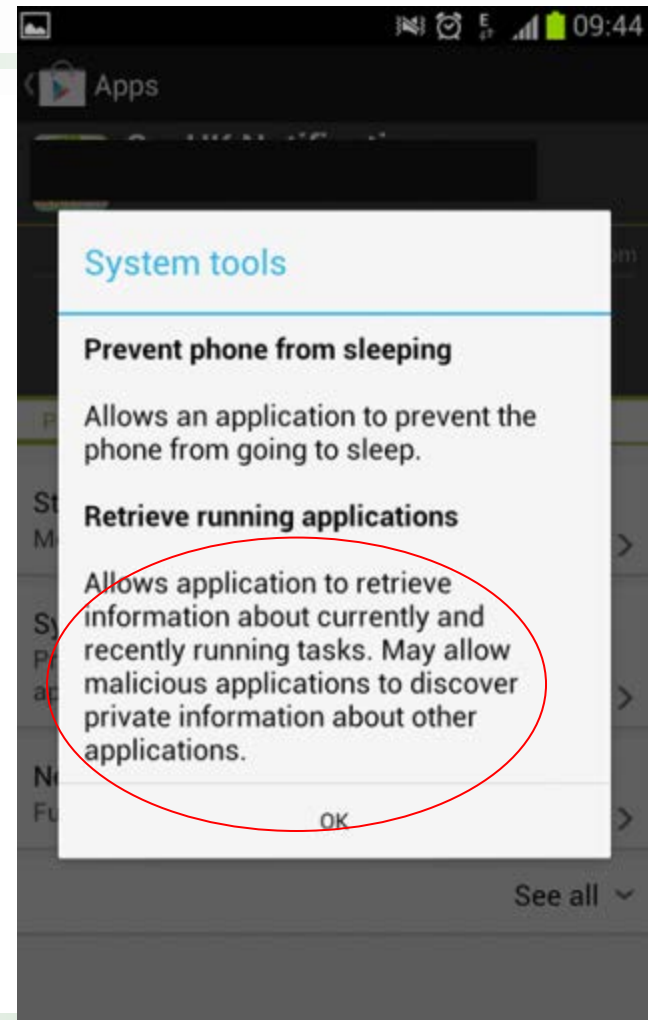 09:44
Apps
System tools
Prevent phone from sleeping
Allows an application to prevent the
phone from going to sleep.
Retrieve running applications
Allows application to retrieve
information about currently and
recently running tasks. May allow
malicious applications to discover
private information about other
applications.
OK
See all